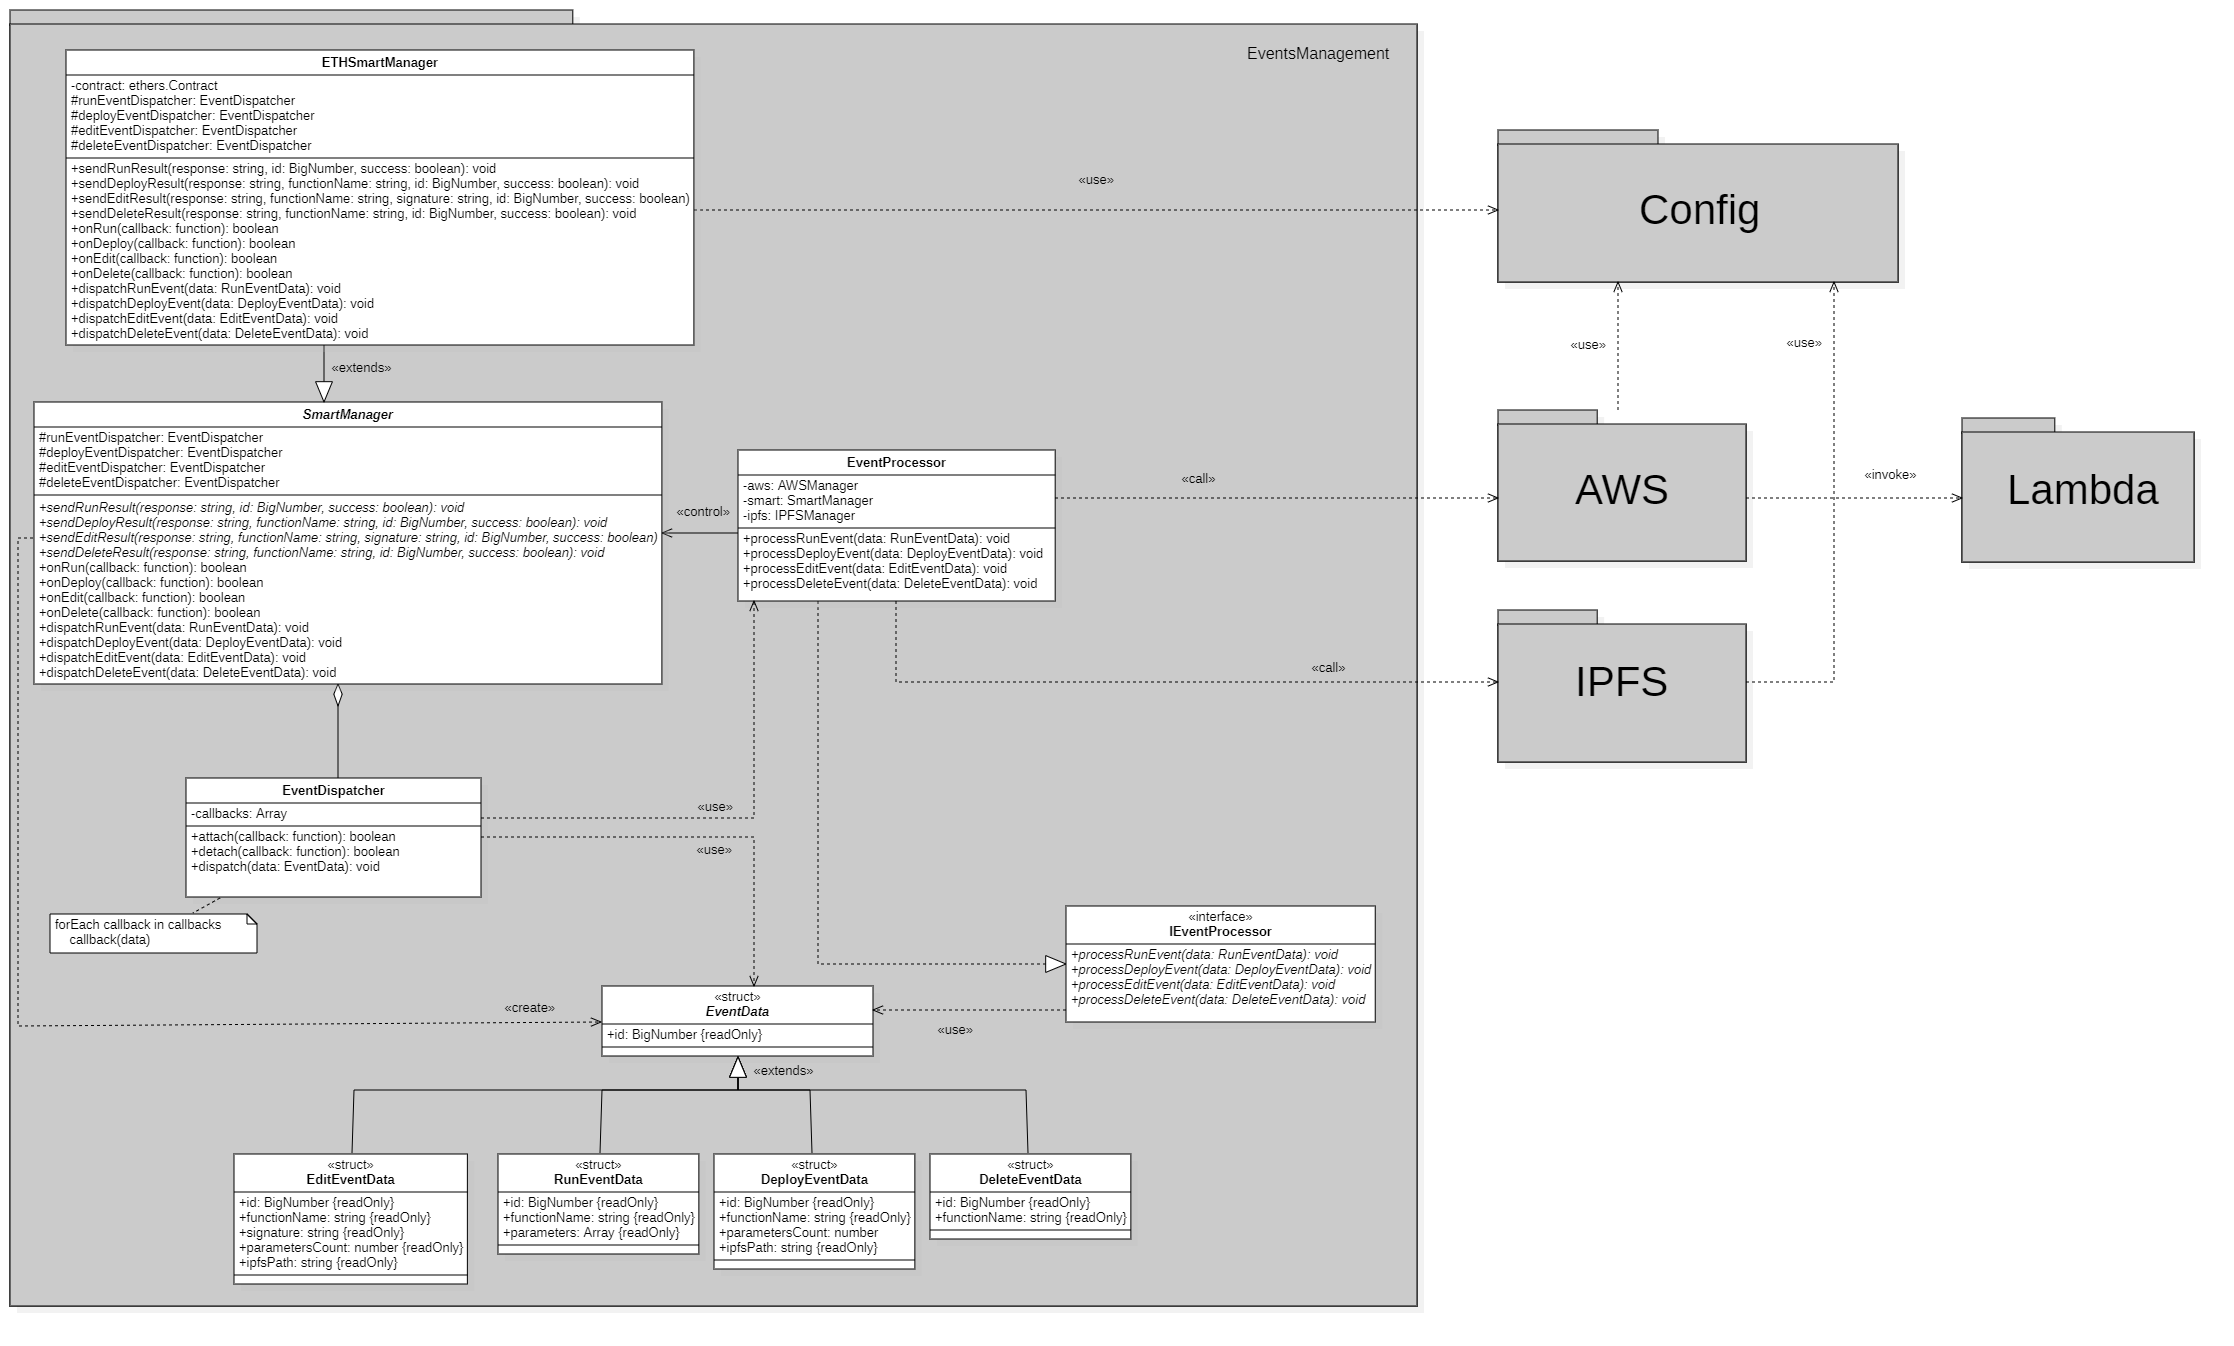 EventsManagement
ETHSmartManager
-contract: ethers.Contract
#runEventDispatcher: EventDispatcher
#deployEventDispatcher: EventDispatcher
#editEventDispatcher: EventDispatcher
#deleteEventDispatcher: EventDispatcher
+sendRunResult(response: string, id: BigNumber, success: boolean): void
+sendDeployResult(response: string, functionName: string, id: BigNumber, success: boolean): void
+sendEditResult(response: string, functionName: string, signature: string, id: BigNumber, success: boolean)
+sendDeleteResult(response: string, functionName: string, id: BigNumber, success: boolean): void
+onRun(callback: function): boolean
+onDeploy(callback: function): boolean
+onEdit(callback: function): boolean
+onDelete(callback: function): boolean
+dispatchRunEvent(data: RunEventData): void
+dispatchDeployEvent(data: DeployEventData): void
+dispatchEditEvent(data: EditEventData): void
+dispatchDeleteEvent(data: DeleteEventData): void
«use»
Config
«extends»
«use»
«use»
SmartManager
#runEventDispatcher: EventDispatcher
#deployEventDispatcher: EventDispatcher
#editEventDispatcher: EventDispatcher
#deleteEventDispatcher: EventDispatcher
+sendRunResult(response: string, id: BigNumber, success: boolean): void
+sendDeployResult(response: string, functionName: string, id: BigNumber, success: boolean): void
+sendEditResult(response: string, functionName: string, signature: string, id: BigNumber, success: boolean)
+sendDeleteResult(response: string, functionName: string, id: BigNumber, success: boolean): void
+onRun(callback: function): boolean
+onDeploy(callback: function): boolean
+onEdit(callback: function): boolean
+onDelete(callback: function): boolean
+dispatchRunEvent(data: RunEventData): void
+dispatchDeployEvent(data: DeployEventData): void
+dispatchEditEvent(data: EditEventData): void
+dispatchDeleteEvent(data: DeleteEventData): void
«control»
EventProcessor
-aws: AWSManager
-smart: SmartManager
-ipfs: IPFSManager
+processRunEvent(data: RunEventData): void
+processDeployEvent(data: DeployEventData): void
+processEditEvent(data: EditEventData): void
+processDeleteEvent(data: DeleteEventData): void
«call»
AWS
«invoke»
Lambda
«call»
IPFS
EventDispatcher
-callbacks: Array
+attach(callback: function): boolean
+detach(callback: function): boolean
+dispatch(data: EventData): void
«use»
«use»
forEach callback in callbacks
callback(data)
«interface»
IEventProcessor
+processRunEvent(data: RunEventData): void
+processDeployEvent(data: DeployEventData): void
+processEditEvent(data: EditEventData): void
+processDeleteEvent(data: DeleteEventData): void
«create»
«struct»
EventData
+id: BigNumber {readOnly}
«use»
«extends»
«struct»
EditEventData
+id: BigNumber {readOnly}
+functionName: string {readOnly}
+signature: string {readOnly}
+parametersCount: number {readOnly}
+ipfsPath: string {readOnly}
«struct»
RunEventData
+id: BigNumber {readOnly}
+functionName: string {readOnly}
+parameters: Array {readOnly}
«struct»
DeployEventData
+id: BigNumber {readOnly}
+functionName: string {readOnly}
+parametersCount: number
+ipfsPath: string {readOnly}
«struct»
DeleteEventData
+id: BigNumber {readOnly}
+functionName: string {readOnly}